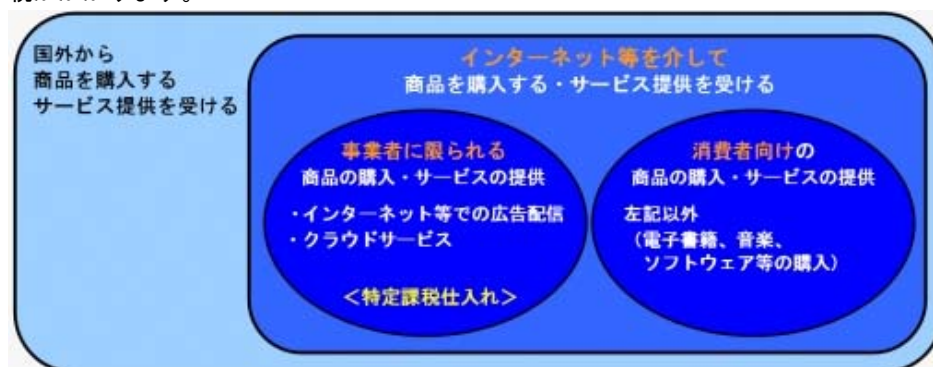 国外から
商品を購入する
サービス提供を受ける
インターネット等を介して
商品を購入する・サービス提供を受ける
事業者に限られる
商品の購入・サービスの提供
・インターネット等での広告配信
・クラウドサービス
＜特定課税仕入れ＞
消費者向けの
商品の購入・サービスの提供
左記以外
（電子書籍、音楽、
ソフトウェア等の購入）